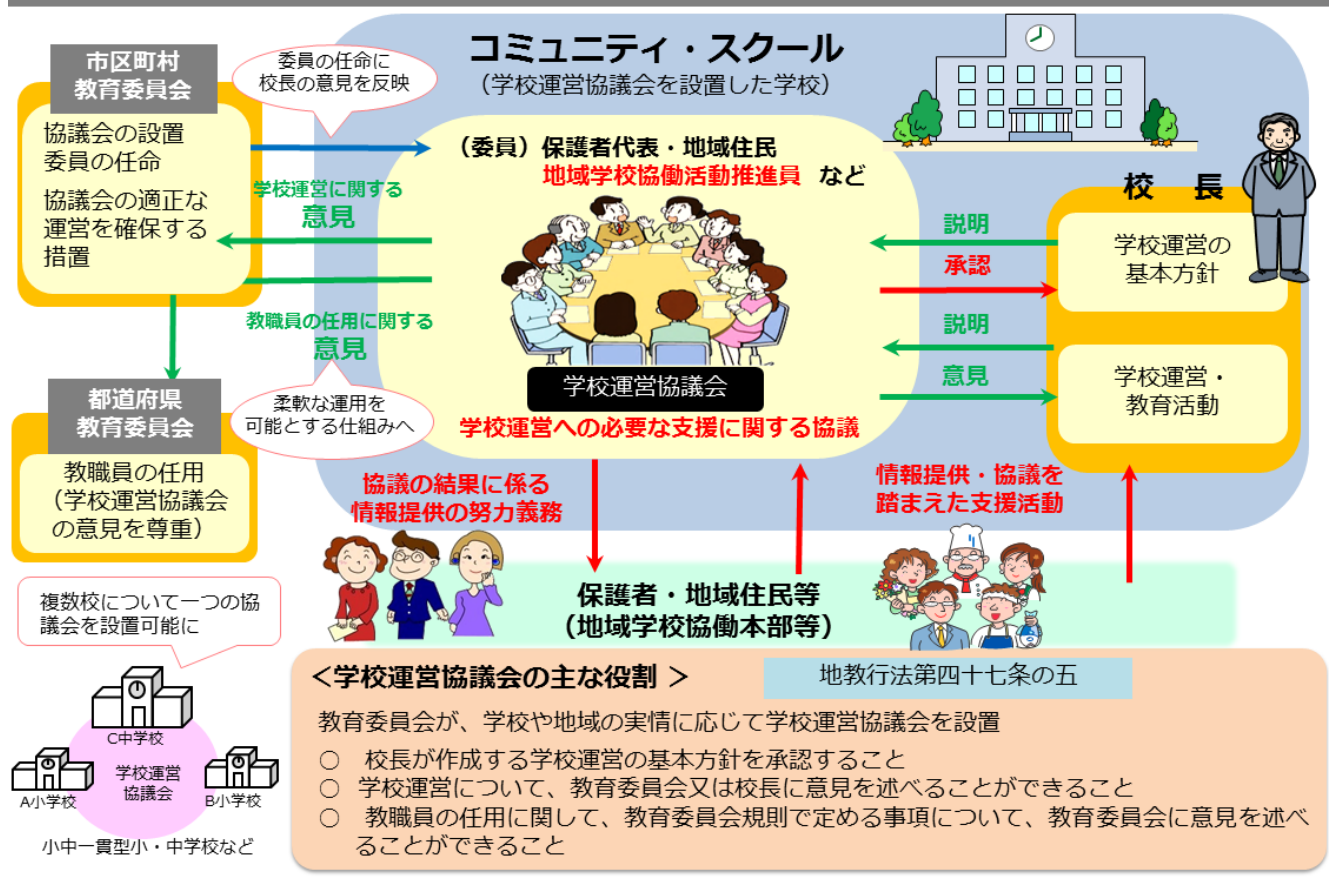 コミュニティ・スクール
（学校運営協議会を設置した学校）
市区町村
教育委員会
協議会の設置
委員の任命
協議会の適正な
運営を確保する
措置
委員の任命に
校長の意見を反映
（委員）保護者代表・地域住民
地域学校協働活動推進員 など
学校運営に関する
意見
教職員の任用に関する
意見
柔軟な運用を
可能とする仕組みへ
学校運営協議会
学校運営への必要な支援に関する協議
校 長
説明
承認
学校運営の
基本方針
説明
意見
学校運営・
教育活動
都道府県
教育委員会
教職員の任用
（学校運営協議会
の意見を尊重）
協議の結果に係る
情報提供の努力義務
情報提供・協議を
踏まえた支援活動
保護者・地域住民等
（地域学校協働本部等）
複数校について一つの協
議会を設置可能に
C中学校
学校運営
協議会
A小学校
B小学校
小中一貫型小・中学校など
＜学校運営協議会の主な役割 ＞
地教行法第四十七条の五
教育委員会が、学校や地域の実情に応じて学校運営協議会を設置
○ 校長が作成する学校運営の基本方針を承認すること
○ 学校運営について、教育委員会又は校長に意見を述べることができること
○ 教職員の任用に関して、教育委員会規則で定める事項について、教育委員会に意見を述べ
ることができること